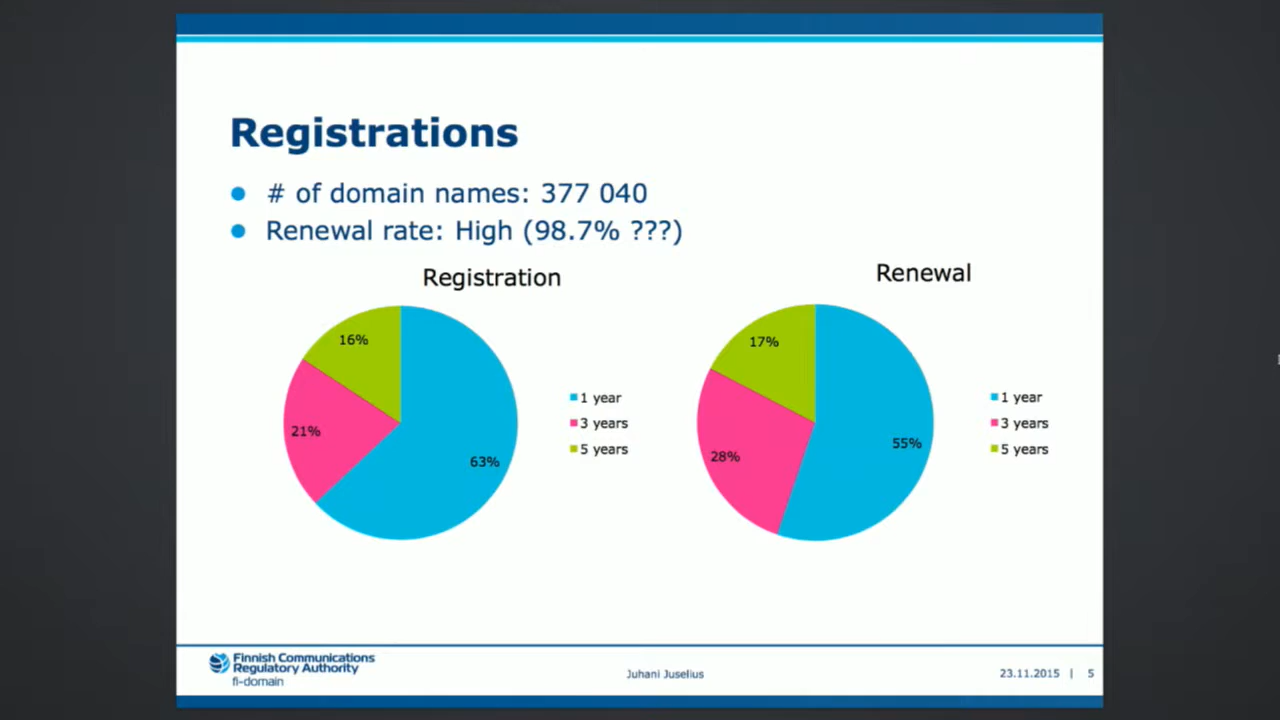 Registrations
# of domain names: 377 040
Renewal rate: High (98.7% ???)
Registration
16%
21%
63%
1 year
3 years
5 years
Renewal
17%
28%
55%
1 year
3 years
5 years
Finnish Communications
Regulatory Authority
fi-domain
Juhani Juselius
23.11.2015 | 5